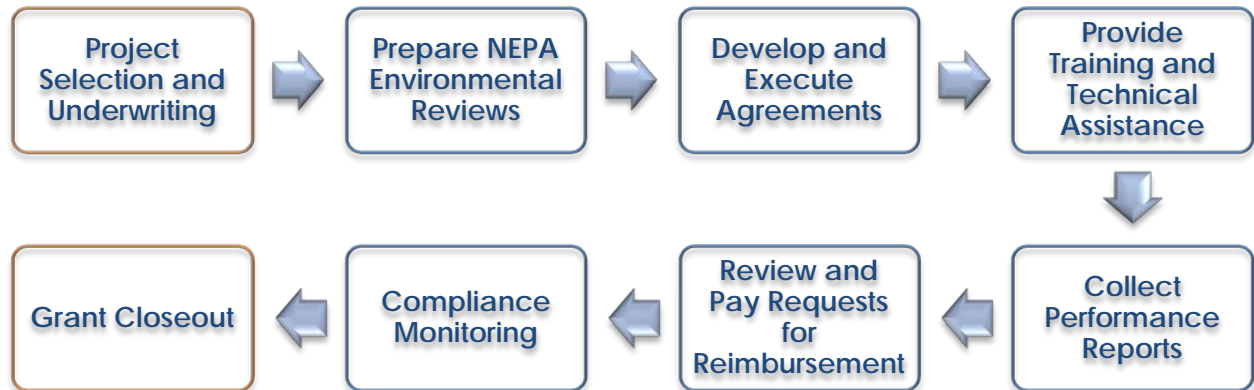 Project
Selection and
Underwriting
Prepare NEPA
Environmental
Reviews
Develop and
Execute
Agreements
Provide
Training and
Technical
Assistance
Collect
Performance
Reports
Review and
Pay Requests
for
Reimbursement
Compliance
Monitoring
Grant Closeout